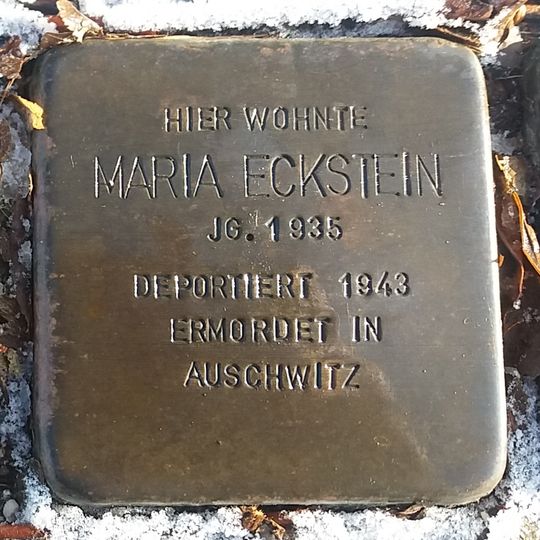 HIER WOHNTE
MARIA ECKSTEIN
JG. 1935
DEPORTIERT 1943
ERMORDET IN
AUSCHWITZ